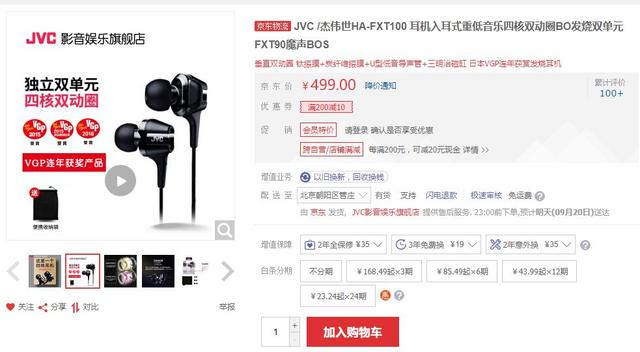 JVC 影音娱乐旗舰店
独立双单元
四核双动圈
VGP 2015 受賞
VGP 受賞
VGP 2016 受賞
VGP连年获奖产品
送
便携收纳袋
JVC
关注 分享 对比
举报
京东物流 JVC /杰伟世HA-FXT100 耳机入耳式重低音乐四核双动圈BO发烧双单元
FXT90魔声BOS
垂直双动圈 钛振膜+炭纤维振膜+U型低音导声管+三明治磁缸 日本VGP连年获赏发烧耳机
京 东 价 ￥499.00 降价通知
累计评价
100+
优 惠 券 满200减10
促 销 会员特价 请登录 确认是否享受优惠
跨自营/店铺满减 每满200元，可减20元现金 详情 >>
增值业务 以旧换新，回收换钱
配 送 至 北京朝阳区管庄 有货 支持 闪电退款 极速审核 免运费 ?
由 京东 发货, JVC影音娱乐旗舰店 提供售后服务. 23:00前下单,预计明天(09月20日)送达
增值保障 2年全保修 ¥35 3年免费换 ¥19 2年意外换 ¥35 ?
白条分期 不分期 ￥168.49起×3期 ￥85.49起×6期 ￥43.99起×12期
￥23.24起×24期 ?
1 + - 加入购物车